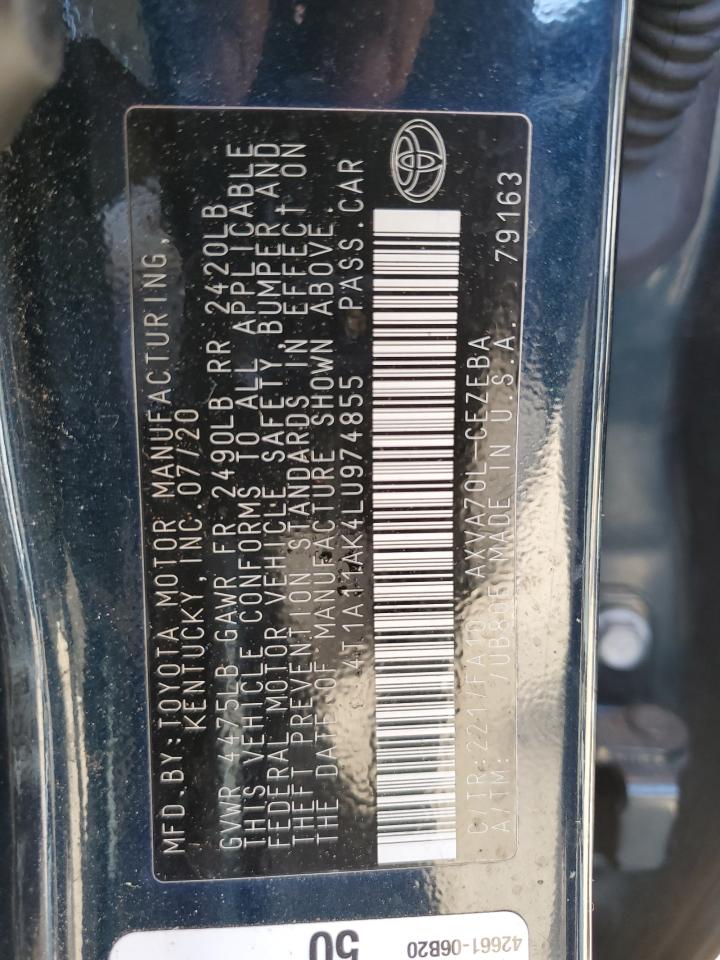 MFD. BY: TOYOTA MOTOR MANUFACTURING,
KENTUCKY, INC. 07/20
GVWR 4475LB GAWR FR 2490LB RR 2420LB
THIS VEHICLE CONFORMS TO ALL APPLICABLE
FEDERAL MOTOR VEHICLE SAFETY, BUMPER AND
THEFT PREVENTION STANDARDS IN EFFECT ON
THE DATE OF MANUFACTURE SHOWN ABOVE.
4T1A11AK4LU974855 PASS.CAR
C/TR:221/FA10 AXVA70L-CEZEBA
A/TM: /UB80E MADE IN U.S.A. 79163
50
42661-06B20